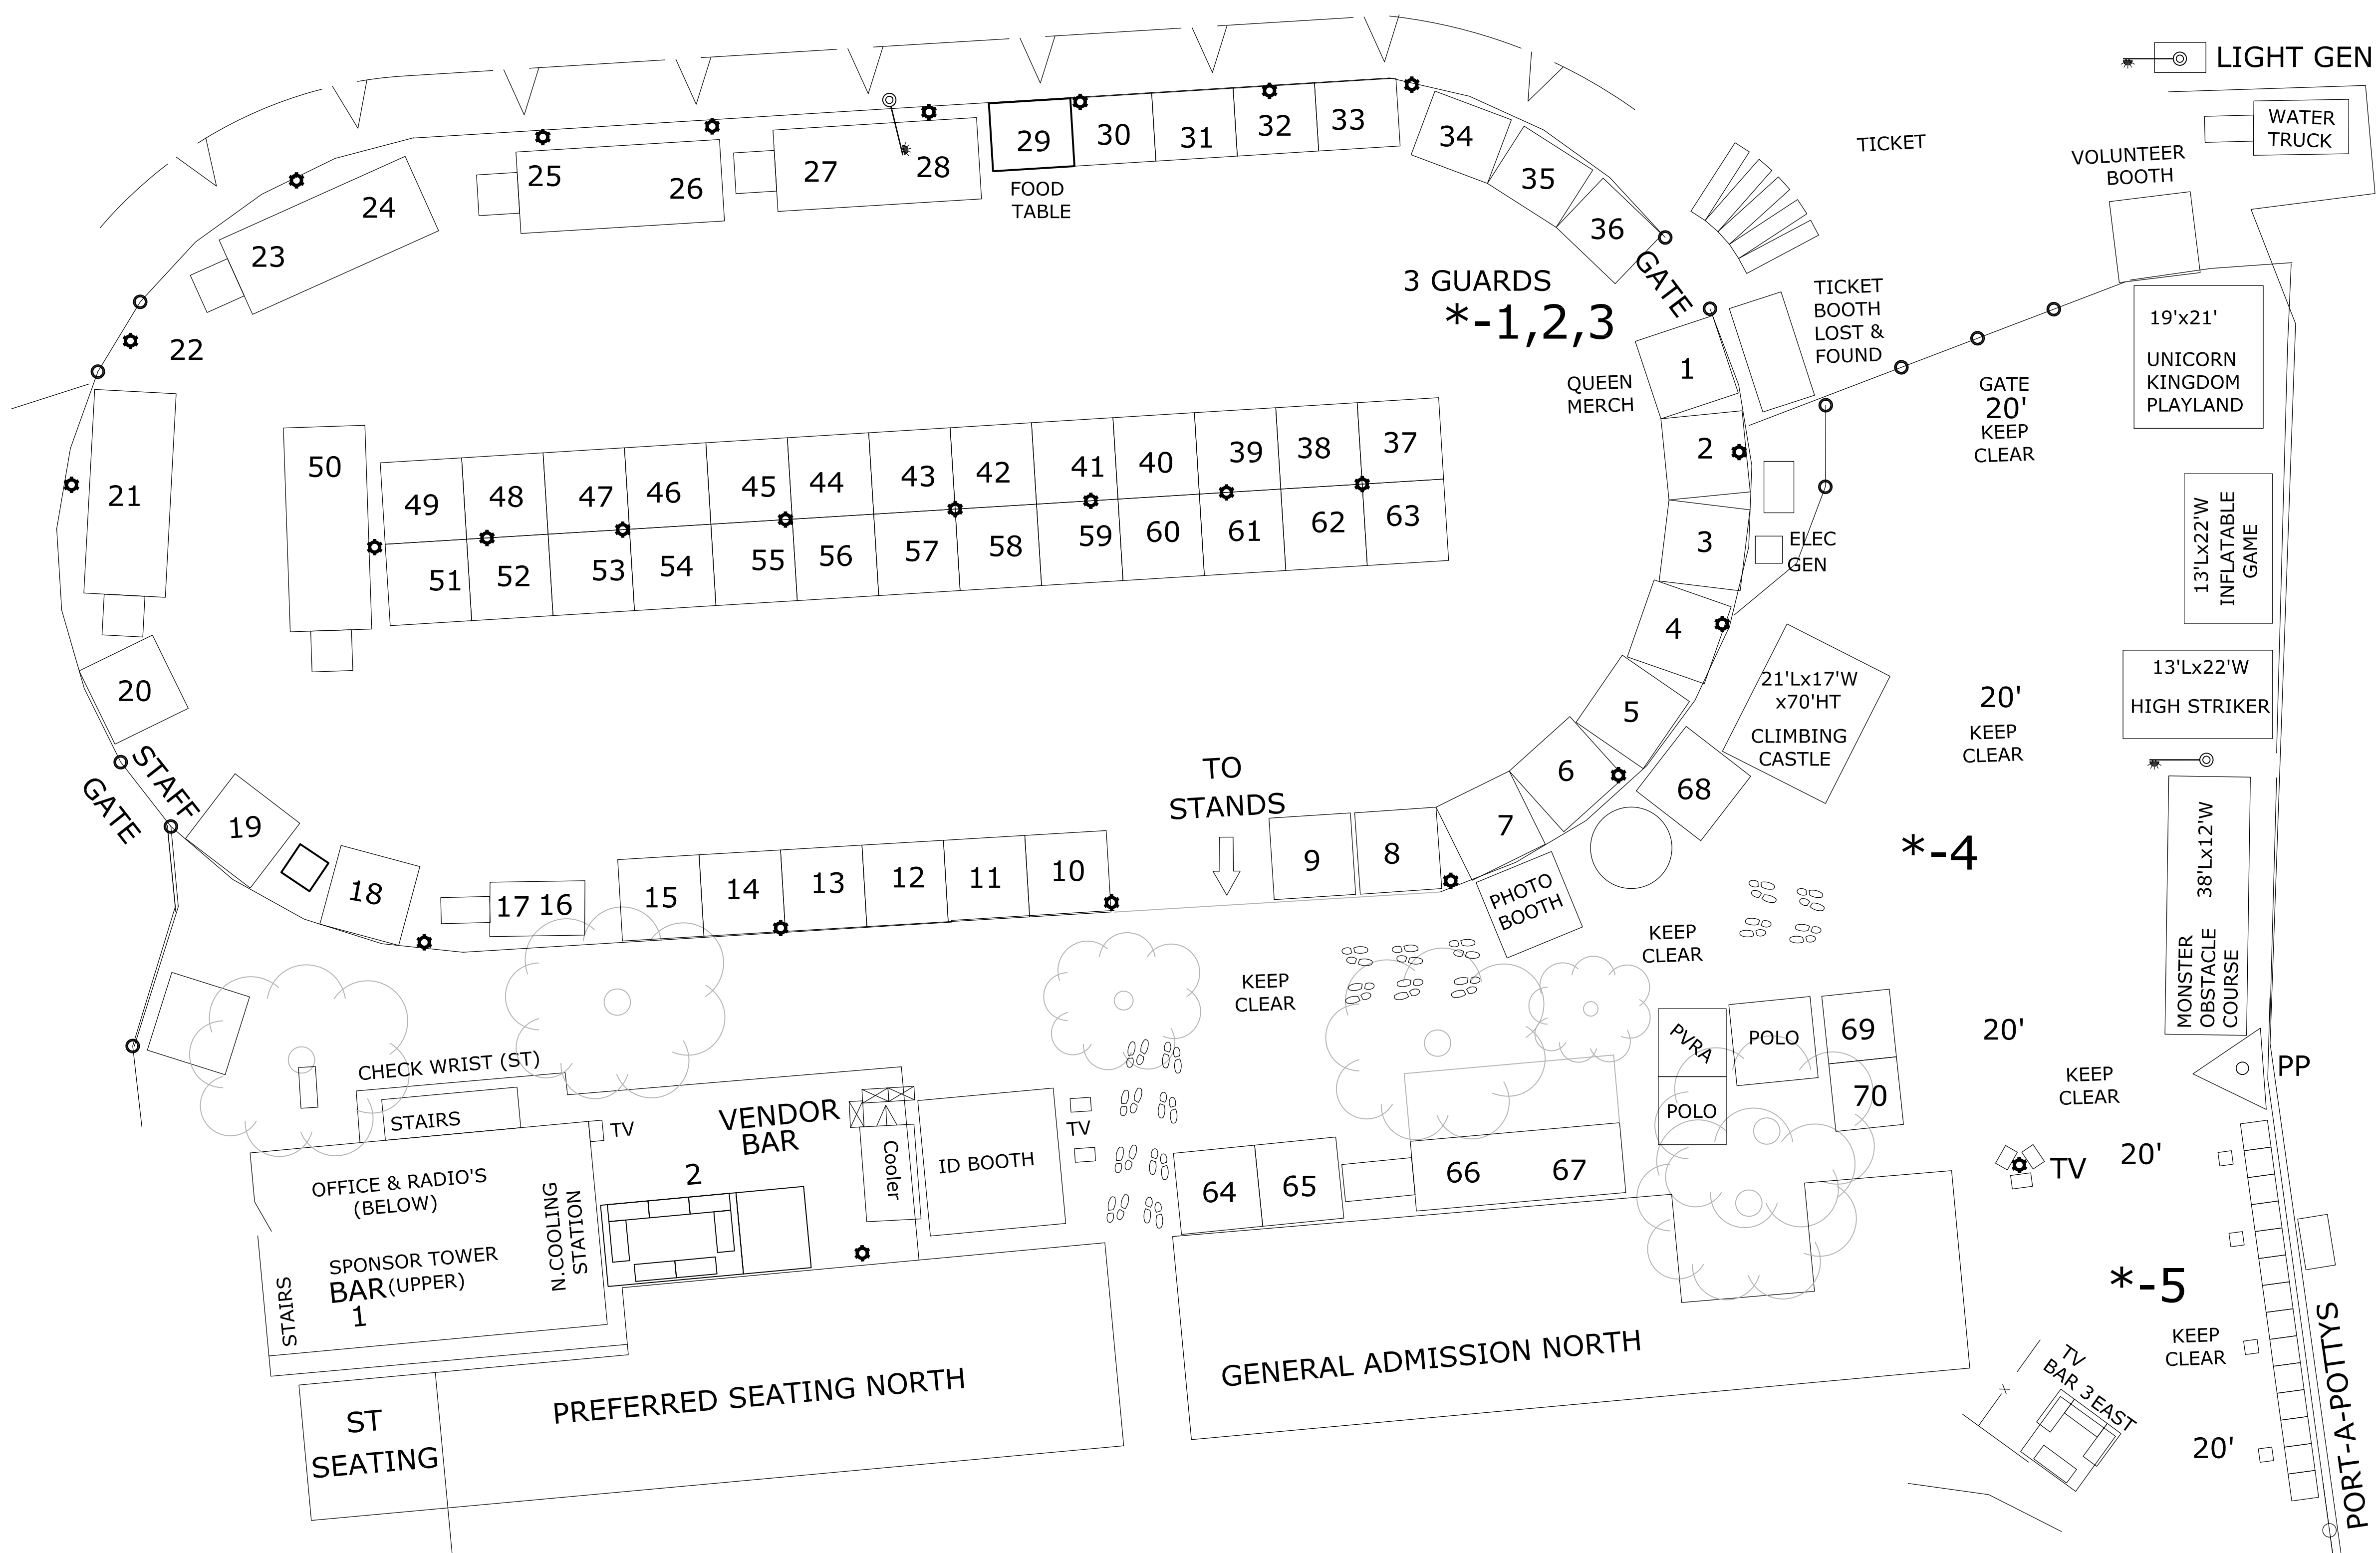 LIGHT GEN
WATER
TRUCK
TICKET
VOLUNTEER
BOOTH
23
24
25
26
27
28
29
30
31
32
33
34
35
36
FOOD
TABLE
GATE
3 GUARDS
*-1,2,3
TICKET
BOOTH
LOST &
FOUND
19'x21'
UNICORN
KINGDOM
PLAYLAND
22
QUEEN
MERCH
1
GATE
20'
KEEP
CLEAR
21
50
49
48
47
46
45
44
43
42
41
40
39
38
37
2
3
51
52
53
54
55
56
57
58
59
60
61
62
63
ELEC
GEN
13'Lx22'W
INFLATABLE
GAME
4
20
5
21'Lx17'W
x70'HT
CLIMBING
CASTLE
20'
KEEP
CLEAR
13'Lx22'W
HIGH STRIKER
STAFF
GATE
TO
STANDS
6
68
19
18
17
16
15
14
13
12
11
10
9
8
7
*-4
38'Lx12'W
MONSTER
OBSTACLE
COURSE
PHOTO
BOOTH
KEEP
CLEAR
KEEP
CLEAR
PVRA
POLO
POLO
69
70
20'
KEEP
CLEAR
PP
CHECK WRIST (ST)
STAIRS
TV
VENDOR
BAR
2
Cooler
ID BOOTH
TV
64
65
66
67
TV
20'
OFFICE & RADIO'S
(BELOW)
SPONSOR TOWER
BAR (UPPER)
1
STAIRS
N.COOLING
STATION
*-5
KEEP
CLEAR
TV
BAR 3 EAST
20'
PORT-A-POTTYS
ST
SEATING
PREFERRED SEATING NORTH
GENERAL ADMISSION NORTH